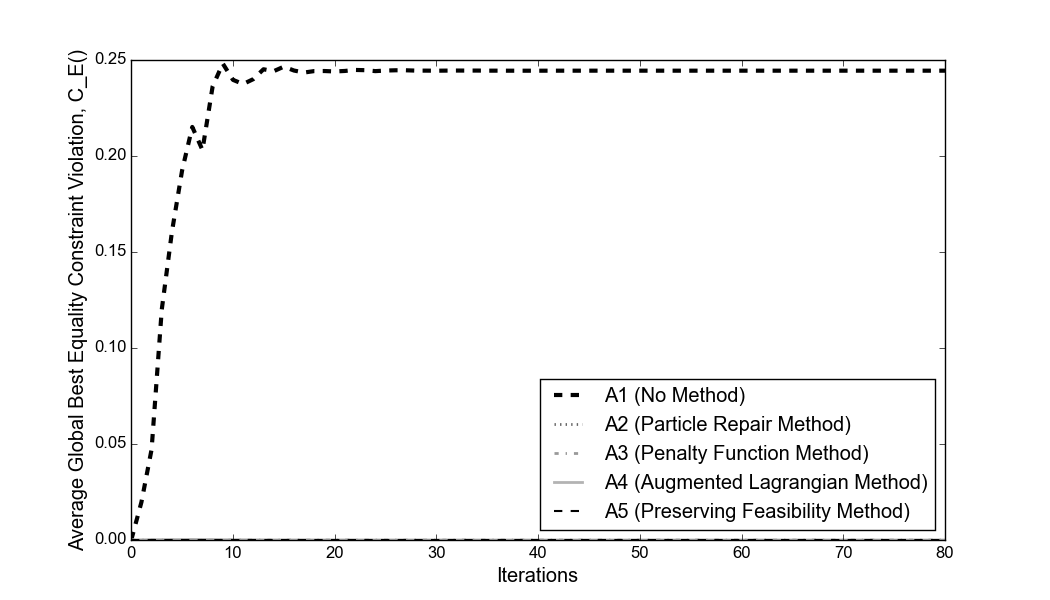 Average Global Best Equality Constraint Violation, C_E()
0.25
0.20
0.15
0.10
0.05
0.00
0 10 20 30 40 50 60 70 80
Iterations
A1 (No Method)
A2 (Particle Repair Method)
A3 (Penalty Function Method)
A4 (Augmented Lagrangian Method)
A5 (Preserving Feasibility Method)